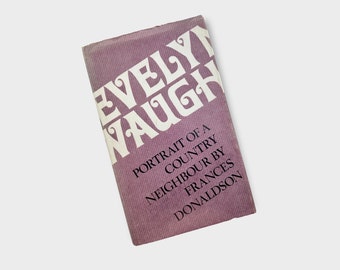 EVELYN
WAUGH
PORTRAIT OF A
COUNTRY
NEIGHBOUR BY
FRANCES
DONALDSON